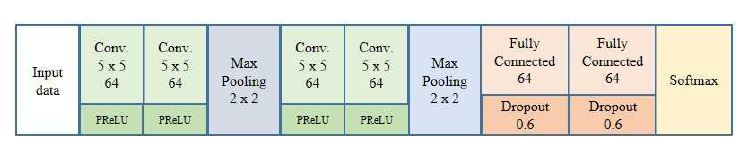 Input
data
Conv.
5 x 5
64
PReLU
Conv.
5 x 5
64
PReLU
Max
Pooling
2 x 2
Conv.
5 x 5
64
PReLU
Conv.
5 x 5
64
PReLU
Max
Pooling
2 x 2
Fully
Connected
64
Dropout
0.6
Fully
Connected
64
Dropout
0.6
Softmax